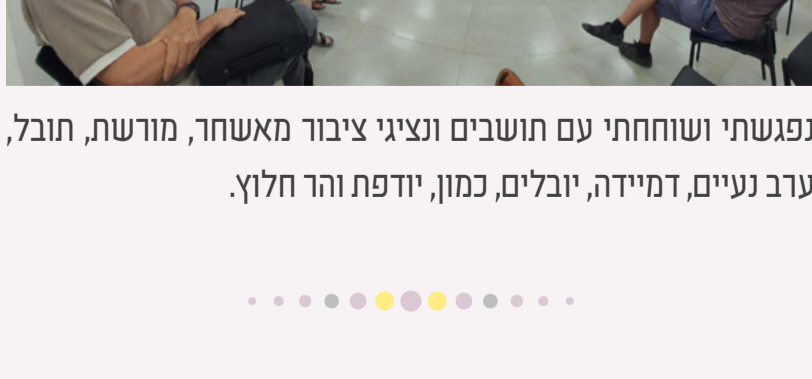 נפגשתי ושוחחתי עם תושבים ונציגי ציבור מאשחר, מורשת, תובל,
ערב נעיים, דמיידה, יובלים, כמון, יודפת והר חלוץ.